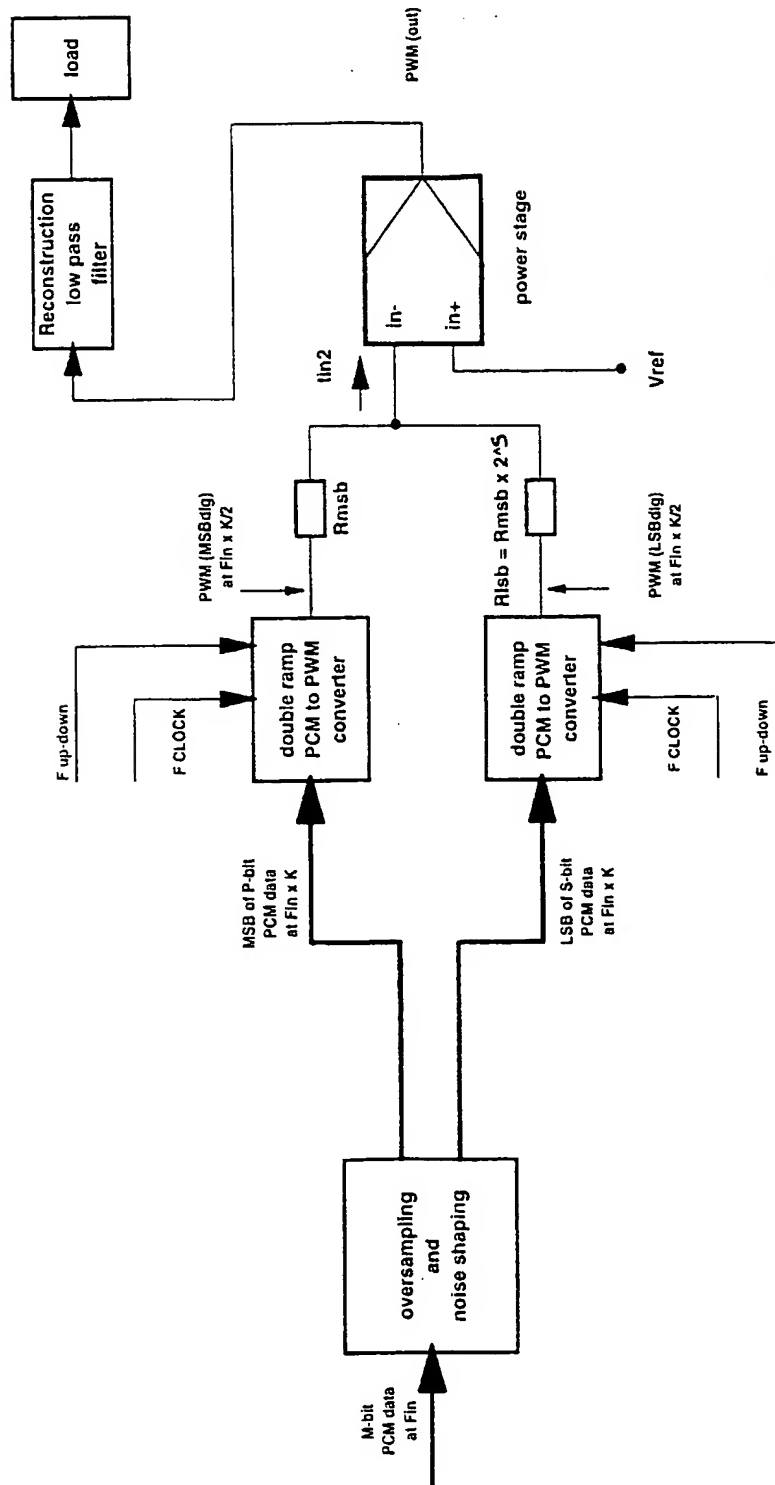 M-bit
PCM data
at Fin
oversampling
and
noise shaping
MSB of P-bit
PCM data
at Fin x K
LSB of S-bit
PCM data
at Fin x K
F up-down
F CLOCK
double ramp
PCM to PWM
converter
F CLOCK
F up-down
double ramp
PCM to PWM
converter
PWM (MSBdig)
at Fin x K/2
Rmsb
Rlsb = Rmsb x 2^S
PWM (LSBdig)
at Fin x K/2
Iin2
in-
in+
Vref
power stage
PWM (out)
Reconstruction
low pass
filter
load